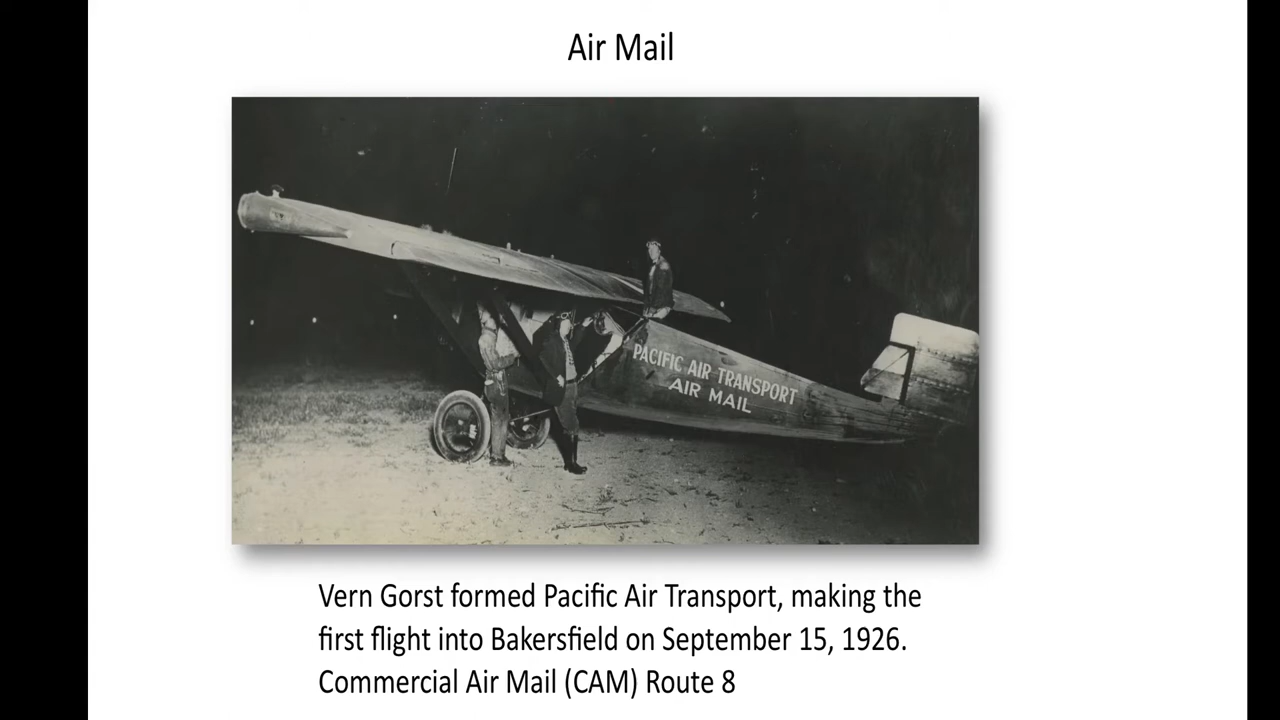 Air Mail
PACIFIC AIR TRANSPORT
AIR MAIL
Vern Gorst formed Pacific Air Transport, making the
first flight into Bakersfield on September 15, 1926.
Commercial Air Mail (CAM) Route 8